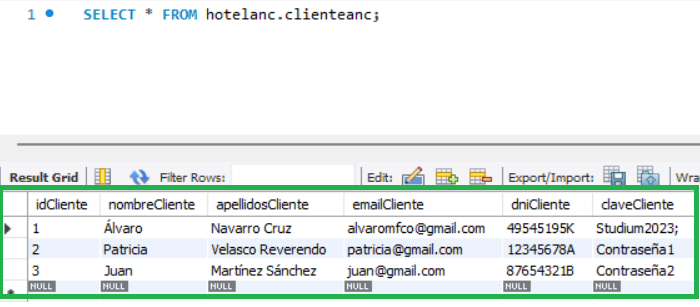 1 SELECT * FROM hotelanc.clienteanc;
Result Grid Filter Rows: Edit: Export/Import: Wra
idCliente nombreCliente apellidosCliente emailCliente dniCliente claveCliente
1 Álvaro Navarro Cruz alvaromfco@gmail.com 49545195K Studium2023;
2 Patricia Velasco Reverendo patricia@gmail.com 12345678A Contraseña1
3 Juan Martínez Sánchez juan@gmail.com 87654321B Contraseña2
NULL NULL NULL NULL NULL NULL